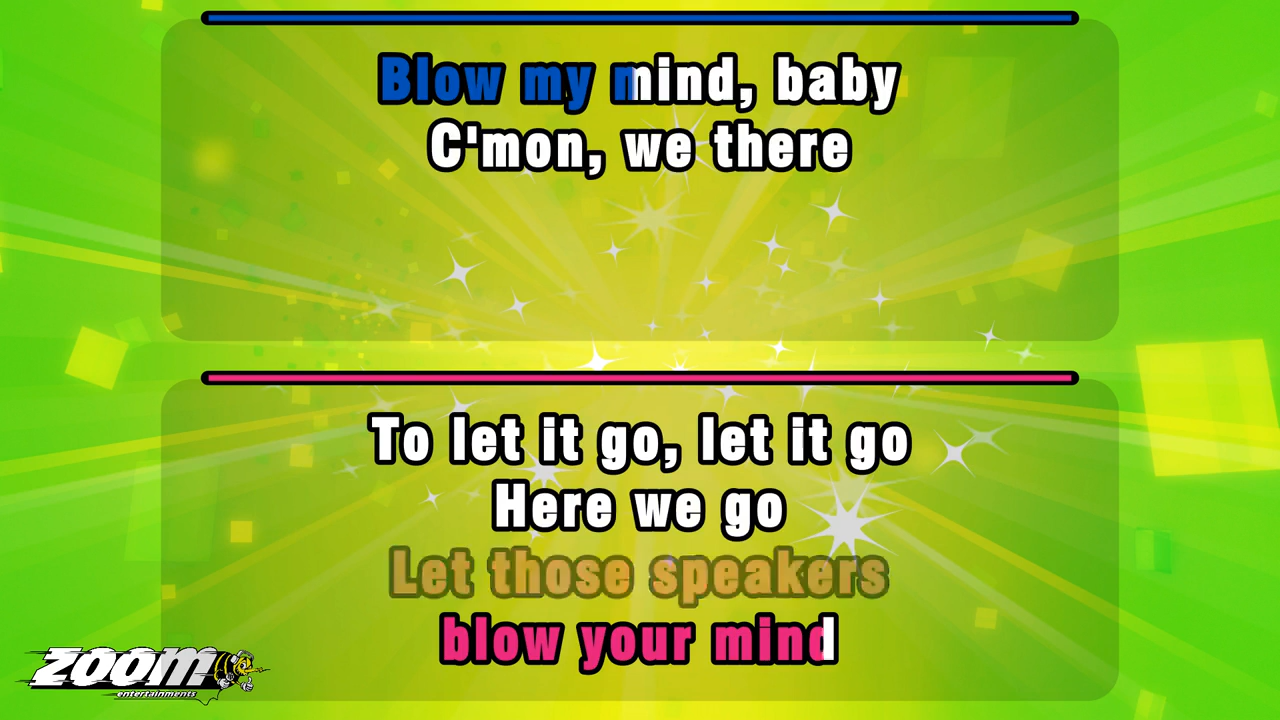 Blow my mind, baby
C'mon, we there
To let it go, let it go
Here we go
Let those speakers
blow your mind
zoom
entertainments